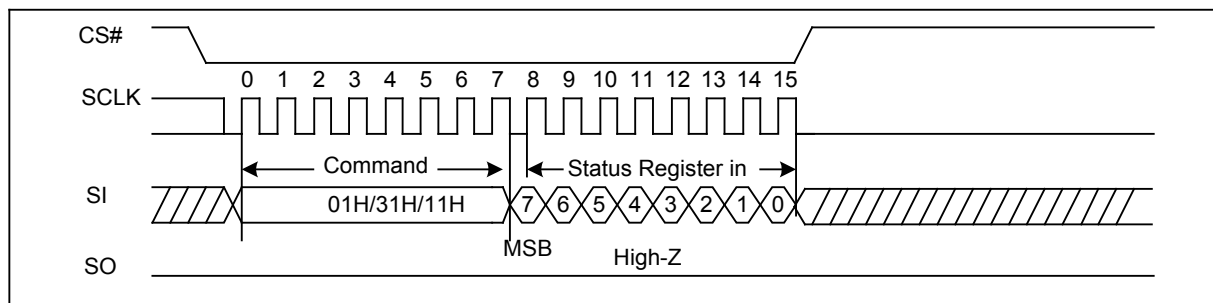 CS#
0 1 2 3 4 5 6 7 8 9 10 11 12 13 14 15
SCLK
Command Status Register in
SI 01H/31H/11H 7 6 5 4 3 2 1 0
MSB High-Z
SO